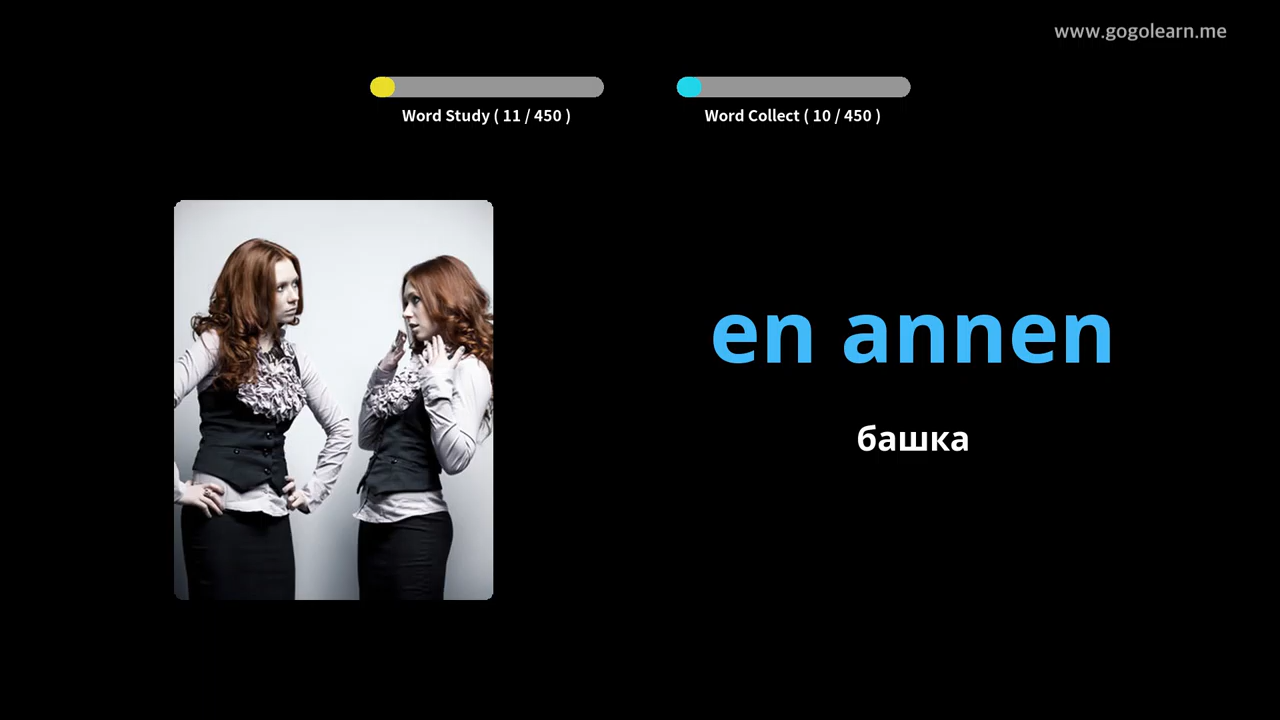 www.gogolearn.me
Word Study ( 11 / 450 )
Word Collect ( 10 / 450 )
en annen
башка